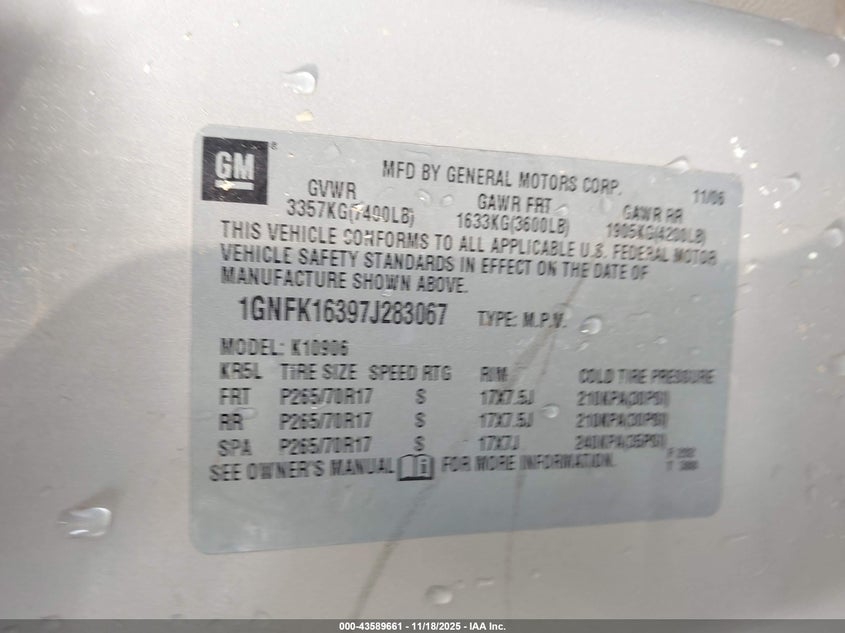 GM
MFD BY GENERAL MOTORS CORP. 11/06
GVWR GAWR FRT GAWR RR
3357KG(7400LB) 1633KG(3600LB) 1905KG(4200LB)
THIS VEHICLE CONFORMS TO ALL APPLICABLE U.S. FEDERAL MOTOR
VEHICLE SAFETY STANDARDS IN EFFECT ON THE DATE OF
MANUFACTURE SHOWN ABOVE.
1GNFK16397J283067 TYPE: M.P.V.
MODEL: K10906
KR5L TIRE SIZE SPEED RTG RIM COLD TIRE PRESSURE
FRT P265/70R17 S 17X7.5J 210KPA(30PSI)
RR P265/70R17 S 17X7.5J 210KPA(30PSI)
SPA P265/70R17 S 17X7J 240KPA(35PSI)
SEE OWNER'S MANUAL FOR MORE INFORMATION.
000-43589661 - 11/18/2025 - IAA Inc.